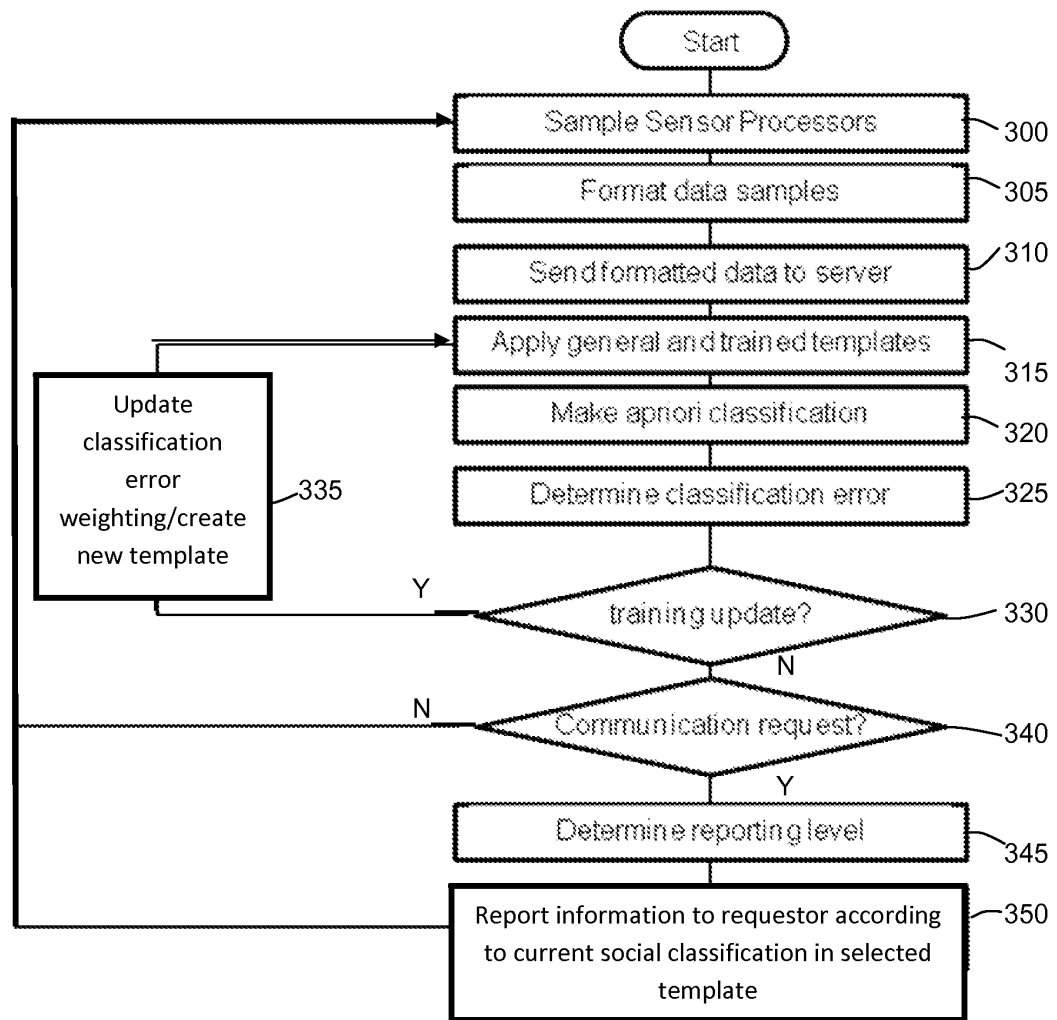 Start
Sample Sensor Processors
300
Format data samples
305
Send formatted data to server
310
Apply general and trained templates
315
Make apriori classification
320
Determine classification error
325
Update
classification
error
weighting/create
new template
335
training update?
330
Y
N
Communication request?
340
N
Y
Determine reporting level
345
Report information to requestor according
to current social classification in selected
template
350